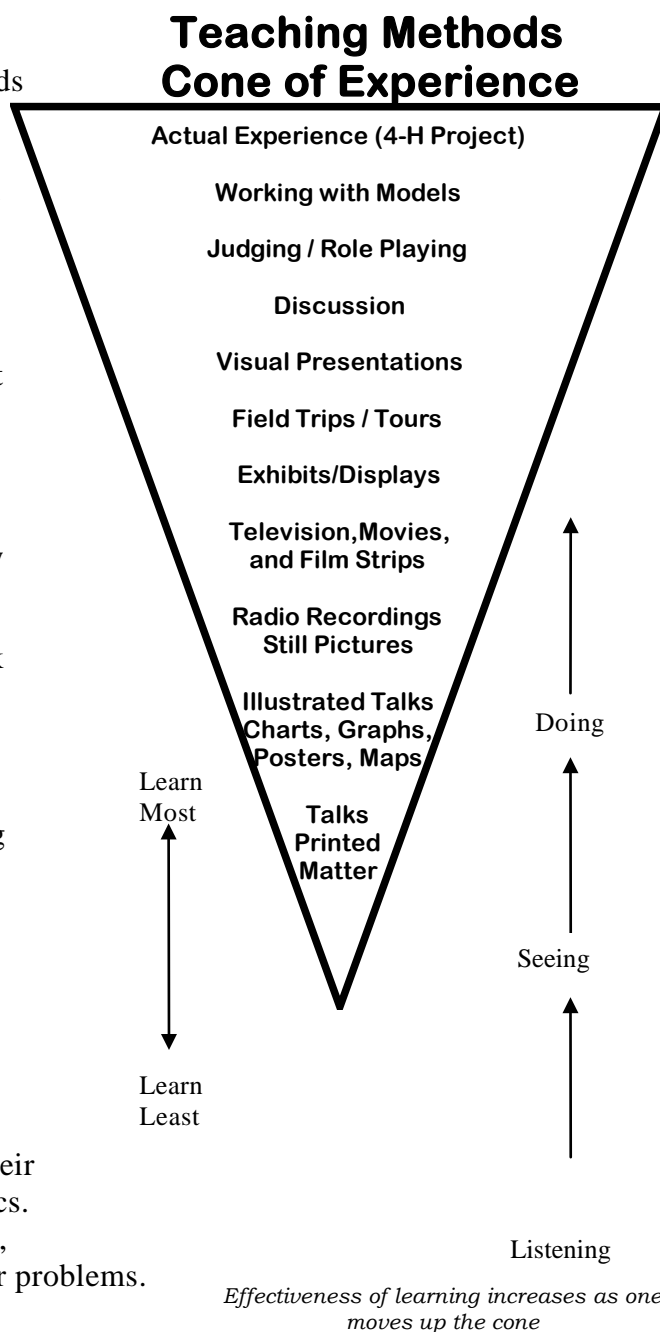 Teaching Methods
Cone of Experience
Actual Experience (4-H Project)
Working with Models
Judging / Role Playing
Discussion
Visual Presentations
Field Trips / Tours
Exhibits/Displays
Television,Movies,
and Film Strips
Radio Recordings
Still Pictures
Illustrated Talks
Charts, Graphs,
Posters, Maps
Talks
Printed
Matter
Learn
Most
Learn
Least
Doing
Seeing
Listening
problems.
Effectiveness of learning increases as one
moves up the cone